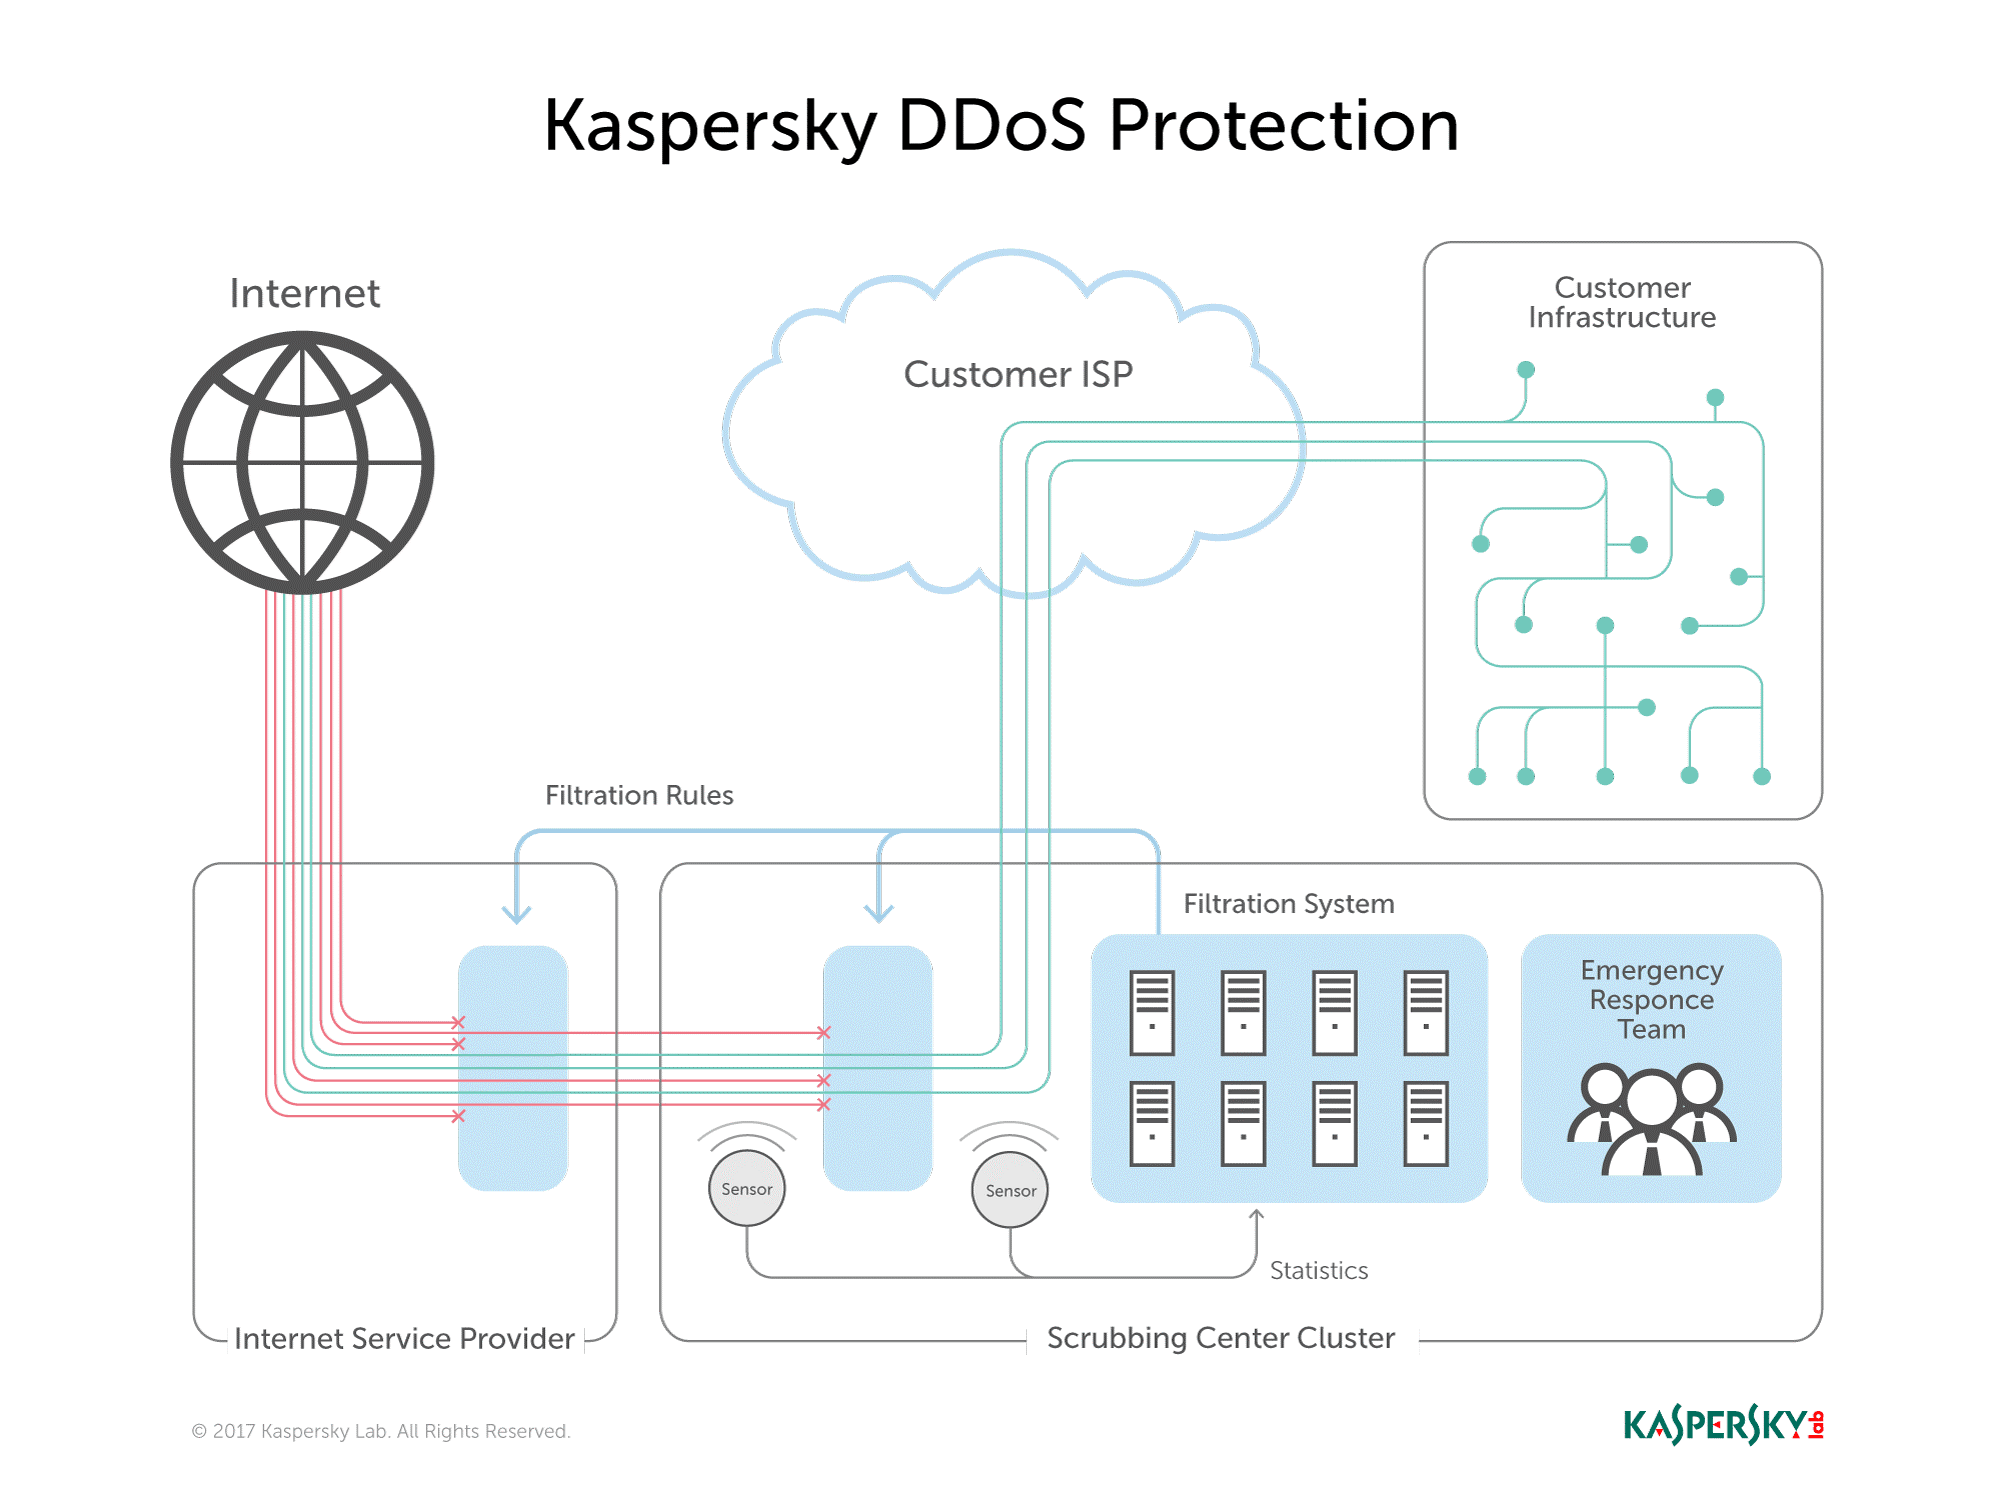 Kaspersky DDoS Protection
Internet
Customer ISP
Customer
Infrastructure
Filtration Rules
Filtration System
Emergency
Responce
Team
Sensor
Sensor
Statistics
Internet Service Provider
Scrubbing Center Cluster
© 2017 Kaspersky Lab. All Rights Reserved.
KASPERSKY lab